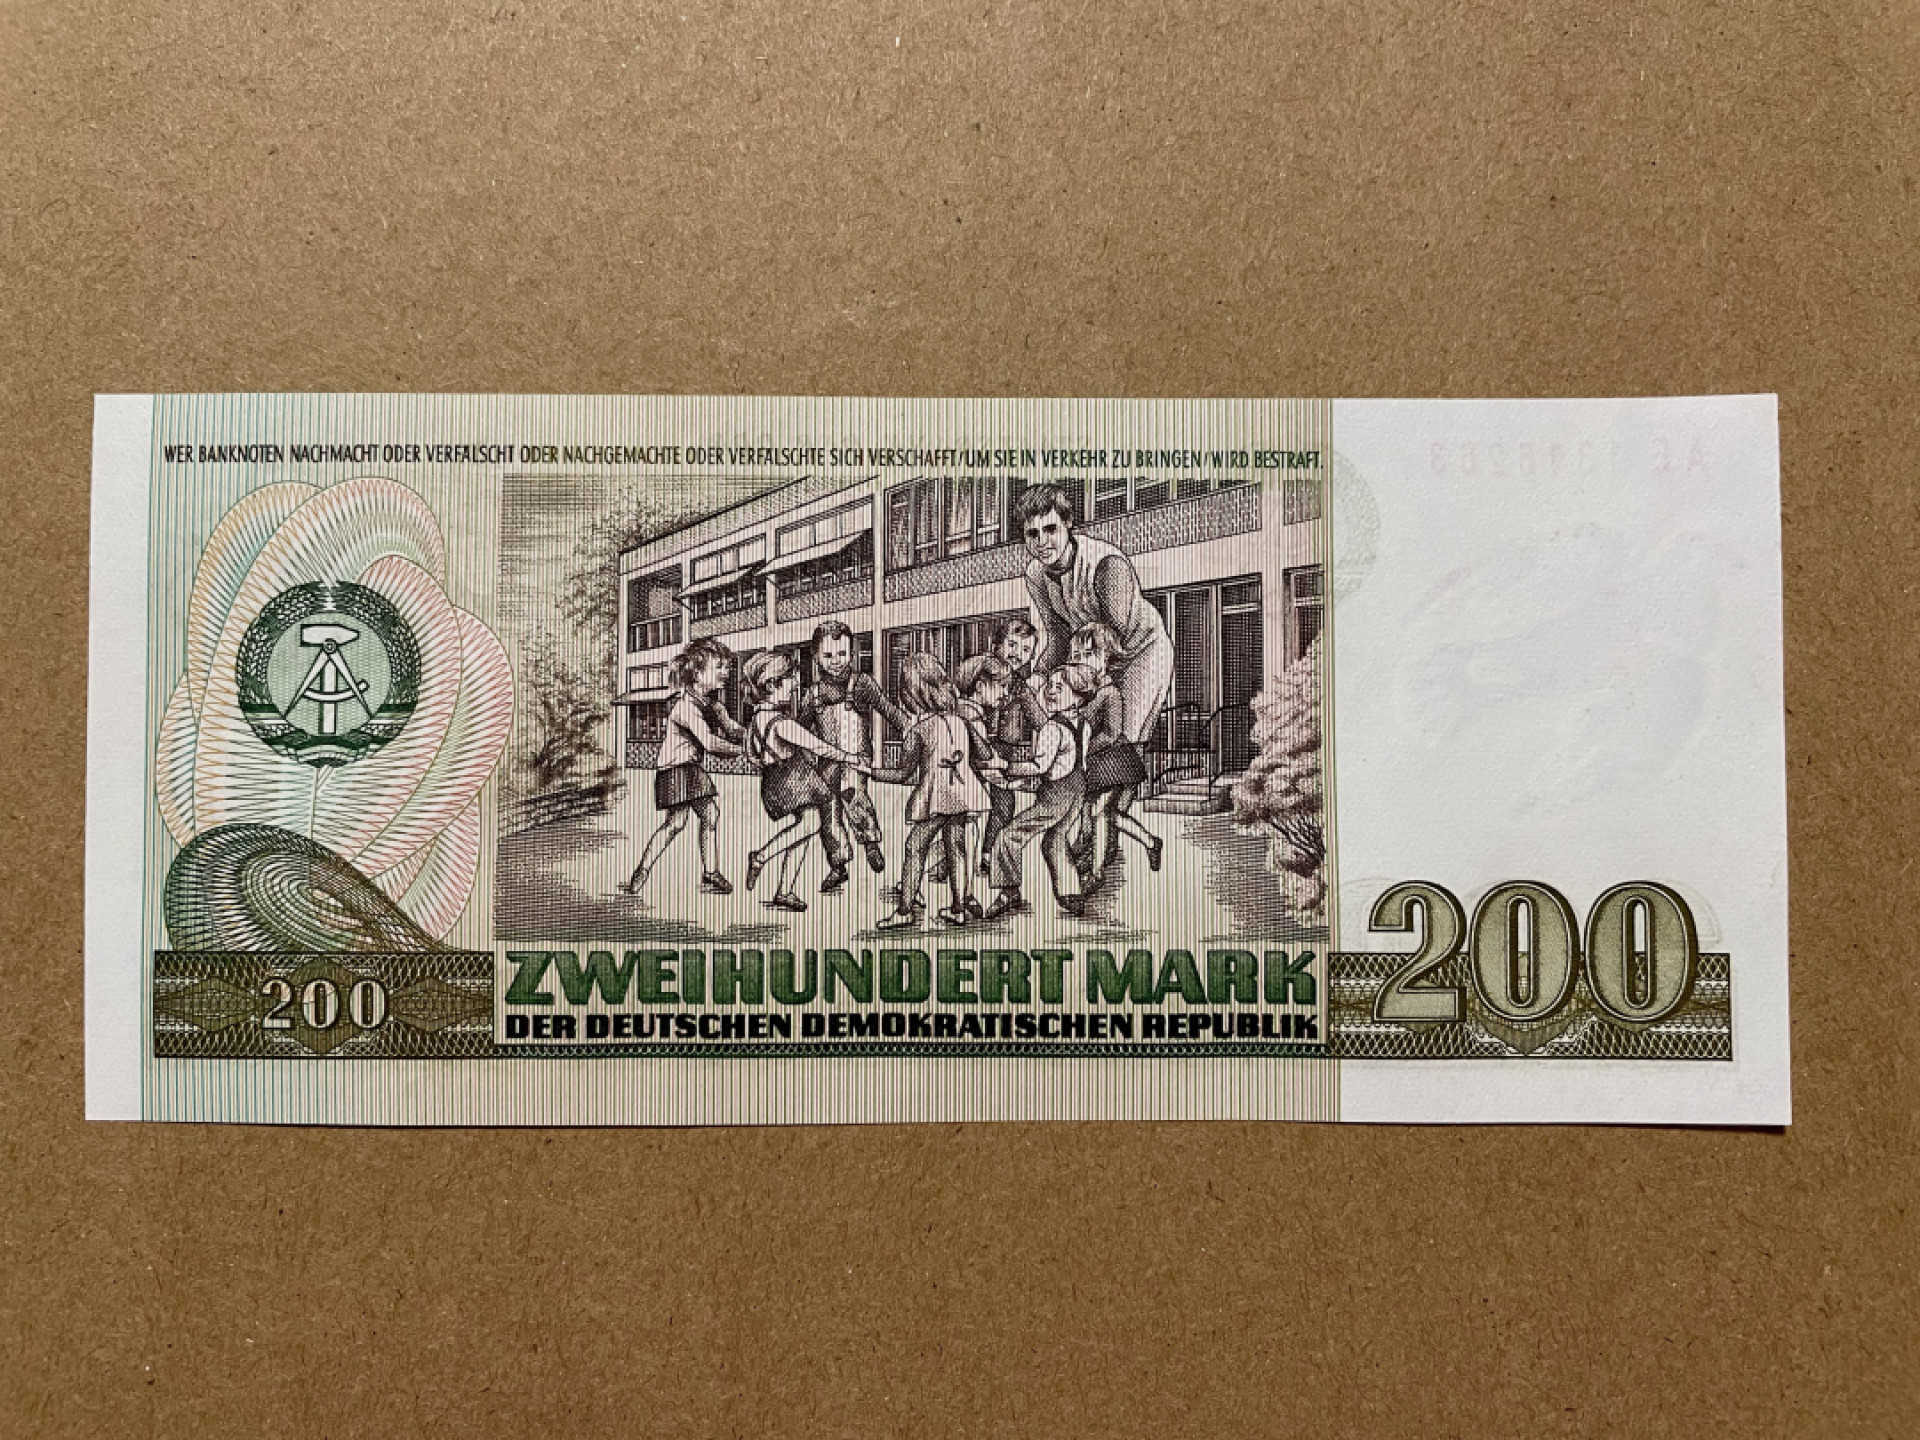 WER BANKNOTEN NACHMACHT ODER VERFÄLSCHT ODER NACHGEMACHTE ODER VERFÄLSCHTE SICH VERSCHAFFT/UM SIE IN VERKEHR ZU BRINGEN/WIRD BESTRAFT.
200
ZWEIHUNDERT MARK
DER DEUTSCHEN DEMOKRATISCHEN REPUBLIK
200